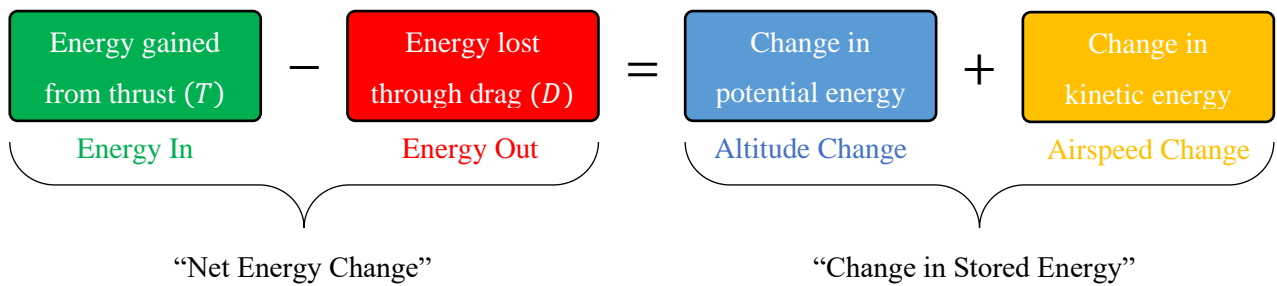 Energy gained
from thrust (T)
−
Energy lost
through drag (D)
=
Change in
potential energy
+
Change in
kinetic energy
Energy In
Energy Out
Altitude Change
Airspeed Change
“Net Energy Change”
“Change in Stored Energy”